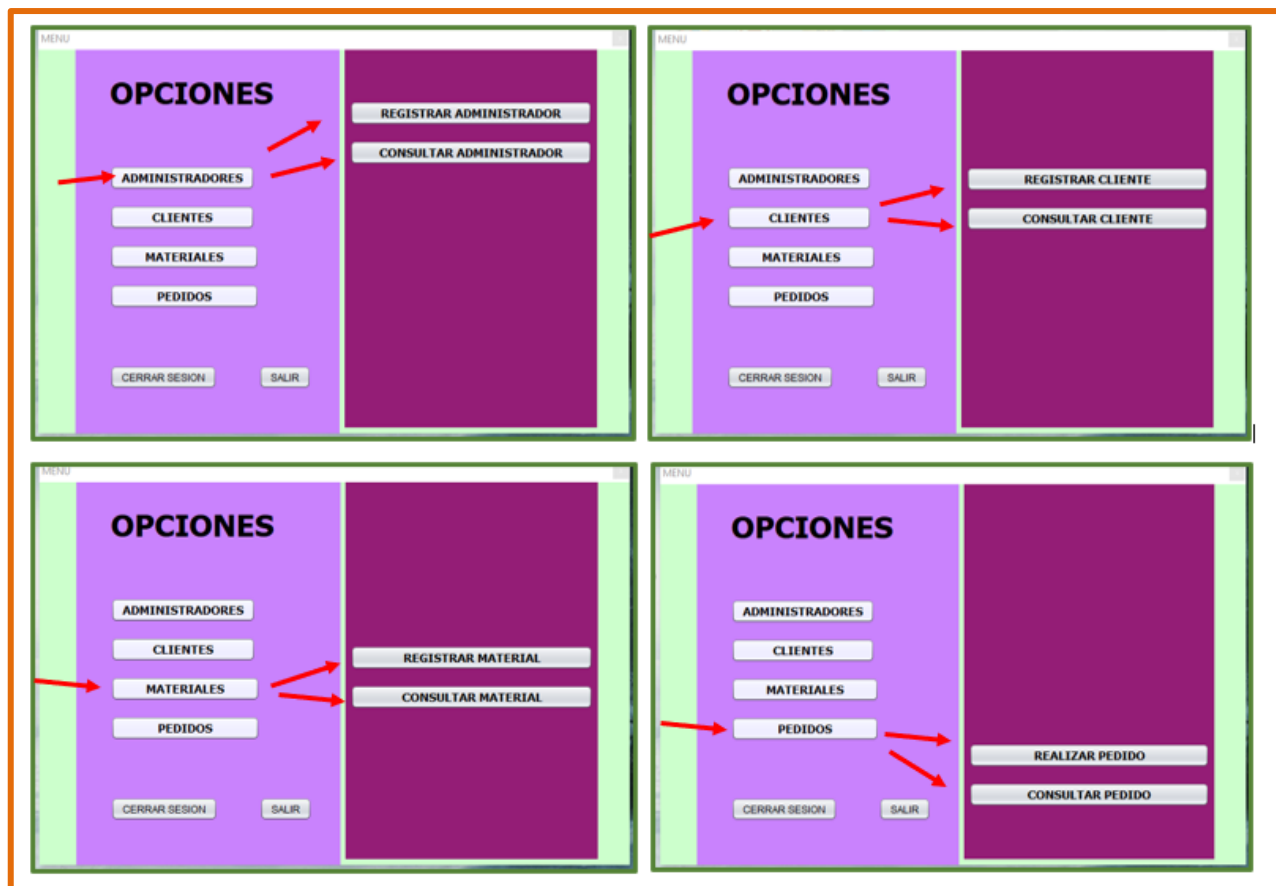 MENU
OPCIONES
REGISTRAR ADMINISTRADOR
CONSULTAR ADMINISTRADOR
ADMINISTRADORES
CLIENTES
MATERIALES
PEDIDOS
CERRAR SESION
SALIR
MENU
OPCIONES
ADMINISTRADORES
REGISTRAR CLIENTE
CLIENTES
CONSULTAR CLIENTE
MATERIALES
PEDIDOS
CERRAR SESION
SALIR
MENU
OPCIONES
ADMINISTRADORES
CLIENTES
REGISTRAR MATERIAL
MATERIALES
CONSULTAR MATERIAL
PEDIDOS
CERRAR SESION
SALIR
MENU
OPCIONES
ADMINISTRADORES
CLIENTES
MATERIALES
PEDIDOS
REALIZAR PEDIDO
CONSULTAR PEDIDO
CERRAR SESION
SALIR